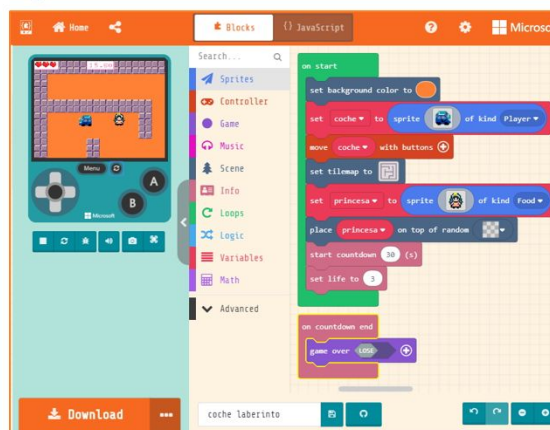 Home
Blocks
{} JavaScript
Microso
15.0
Menu
A
B
Microsoft
Download
Search...
Sprites
Controller
Game
Music
Scene
Info
Loops
Logic
Variables
Math
Advanced
on start
set background color to
set coche to sprite of kind Player
move coche with buttons
set tilemap to
set princesa to sprite of kind Food
place princesa on top of random
start countdown 30 (s)
set life to 3
on countdown end
game over LOSE
coche laberinto